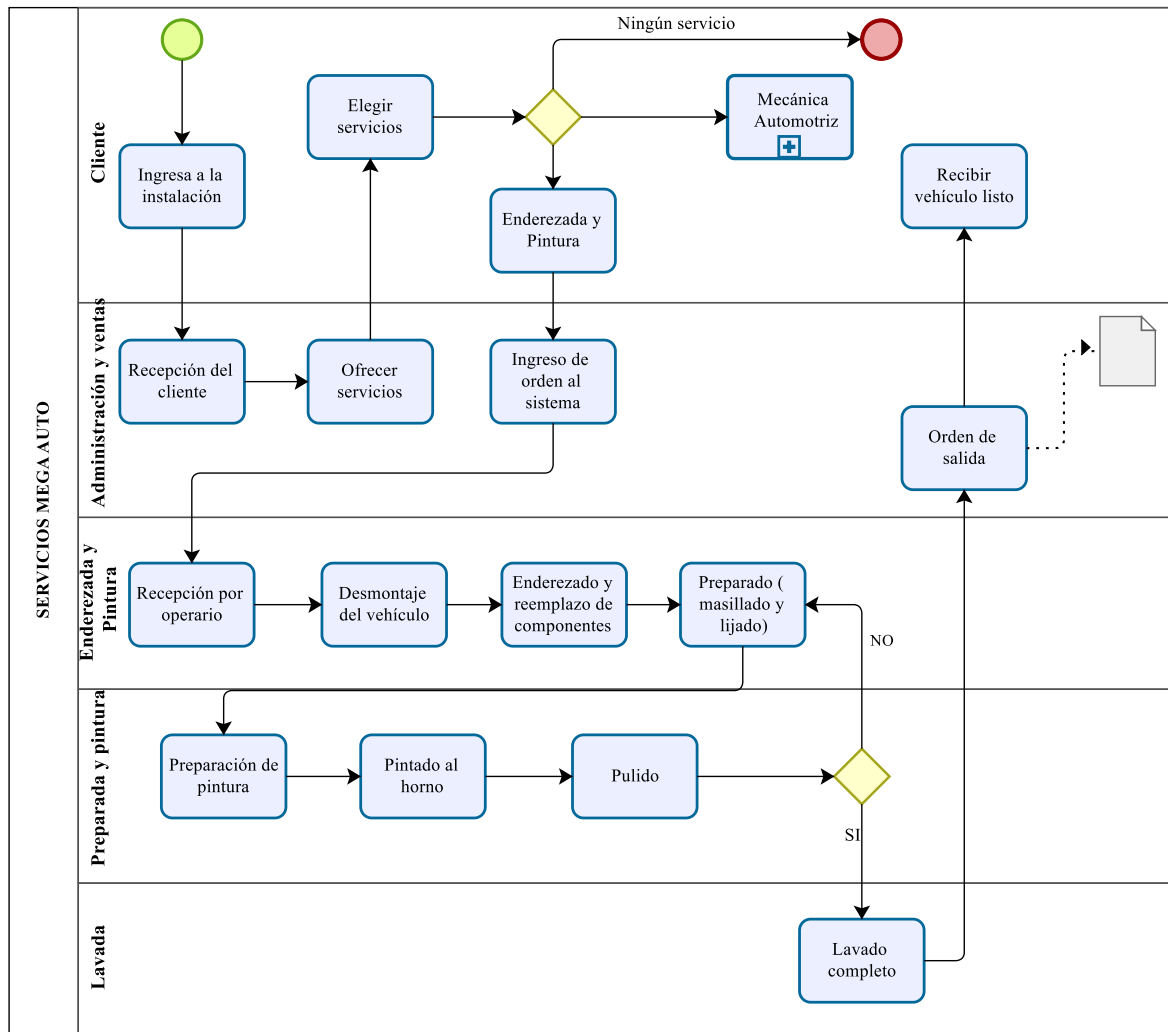 SERVICIOS MEGA AUTO
Cliente
Ningún servicio
Elegir
servicios
Mecánica
Automotriz
Ingresa a la
instalación
Enderezada y
Pintura
Recibir
vehículo listo
Administración y ventas
Recepción del
cliente
Ofrecer
servicios
Ingreso de
orden al
sistema
Orden de
salida
Enderezada y
Pintura
Recepción por
operario
Desmontaje
del vehículo
Enderezado y
reemplazo de
componentes
Preparado (
masillado y
lijado)
NO
Preparada y pintura
Preparación de
pintura
Pintado al
horno
Pulido
SI
Lavada
Lavado
completo